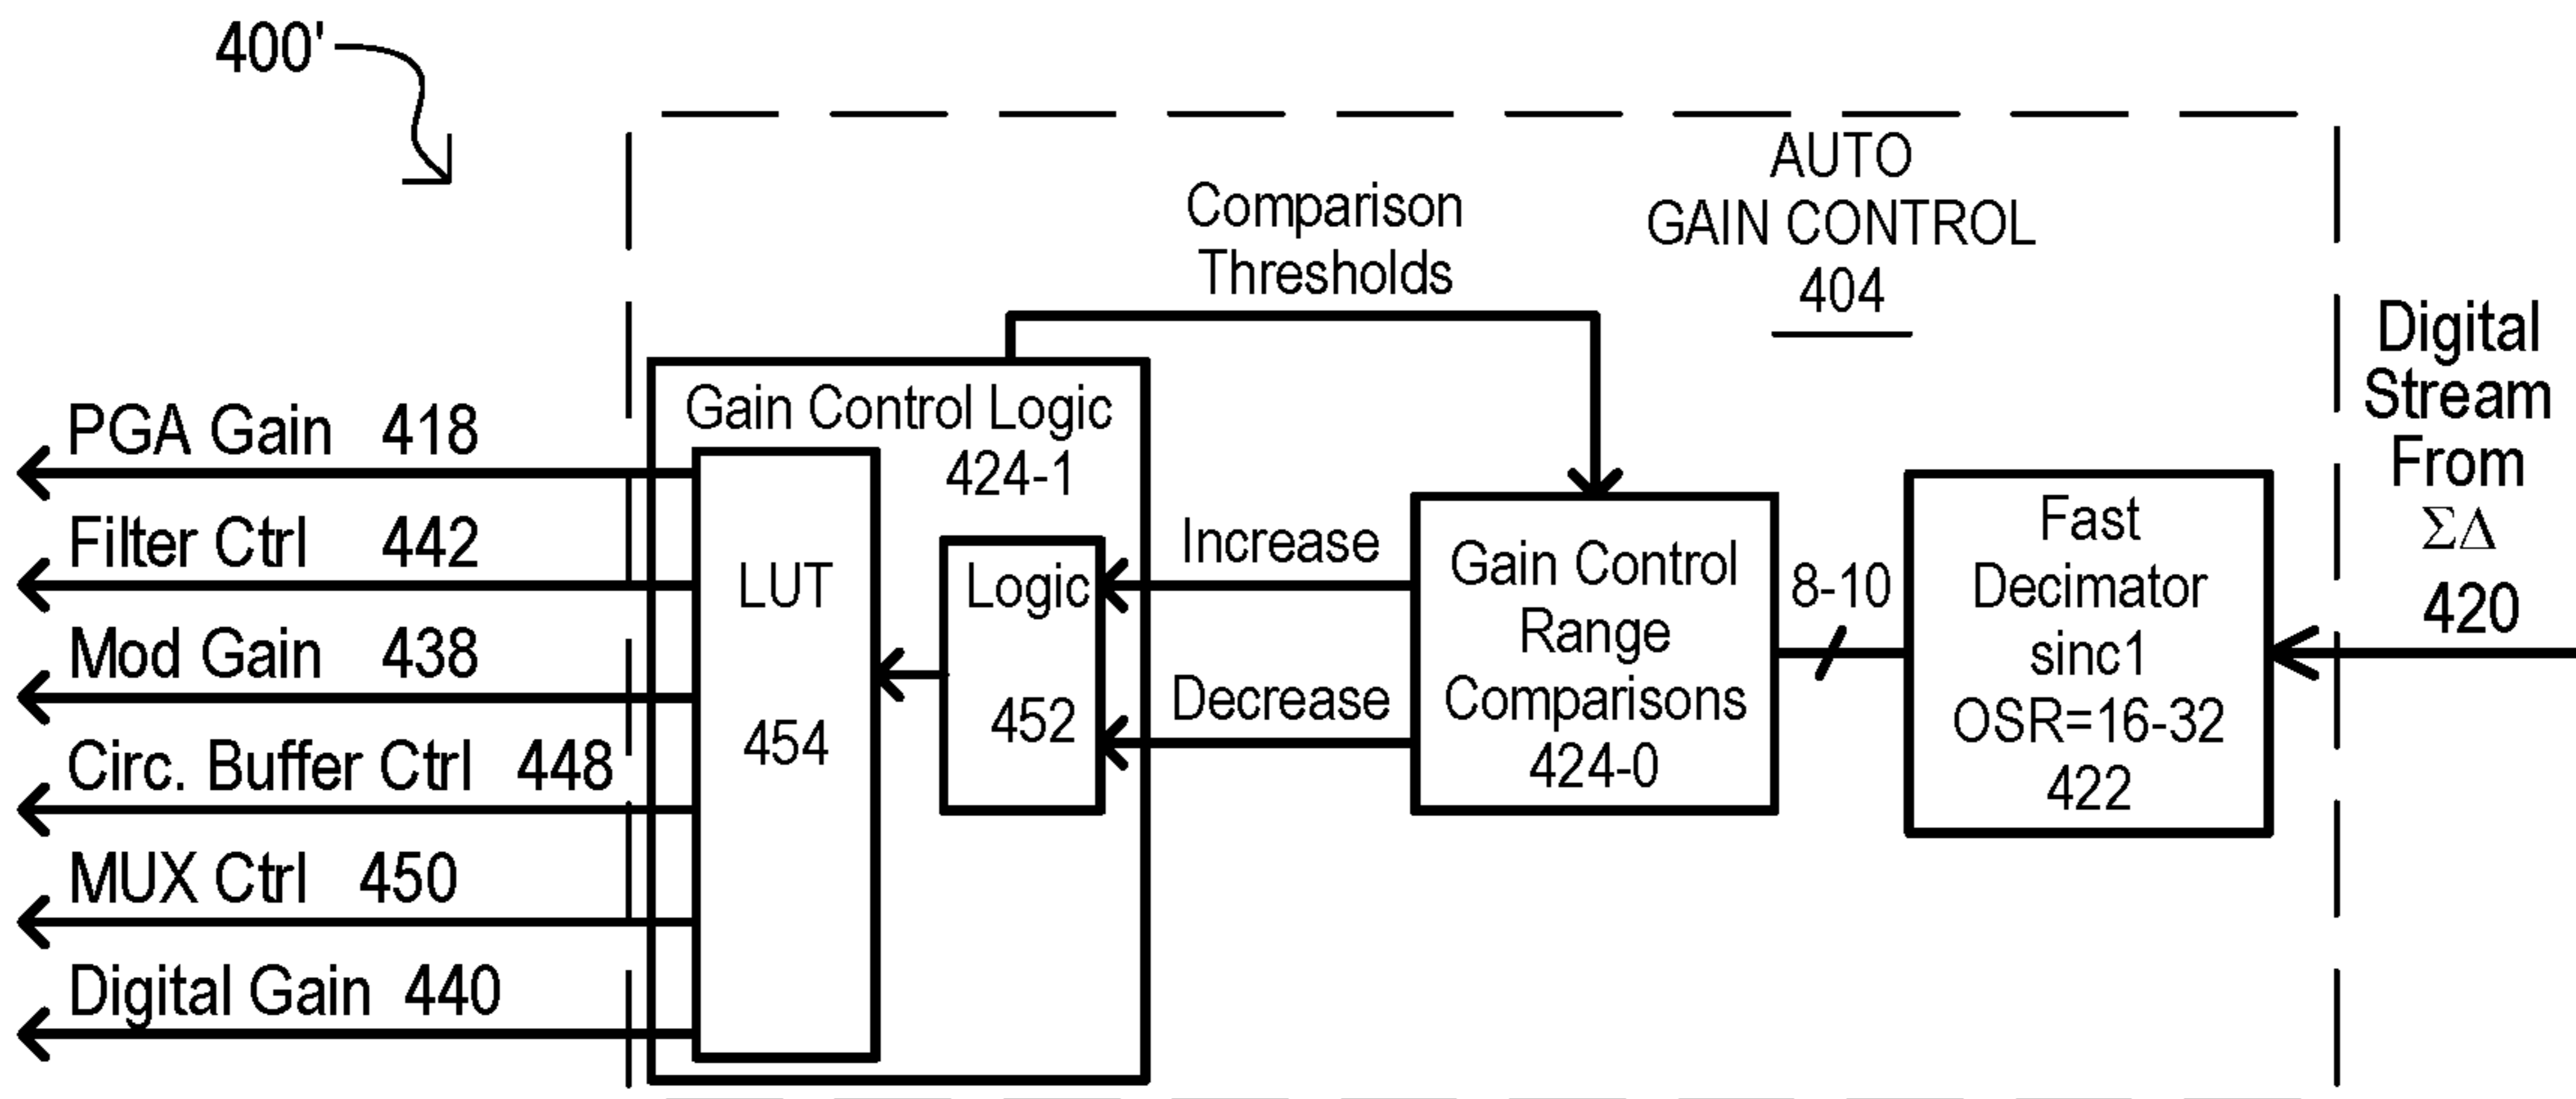 400'
AUTO
GAIN CONTROL
404
Comparison
Thresholds
Digital
Stream
From
ΣΔ
420
Gain Control Logic
424-1
PGA Gain 418
Filter Ctrl 442
Mod Gain 438
Circ. Buffer Ctrl 448
MUX Ctrl 450
Digital Gain 440
LUT
454
Logic
452
Increase
Decrease
Gain Control
Range
Comparisons
424-0
8-10
Fast
Decimator
sinc1
OSR=16-32
422